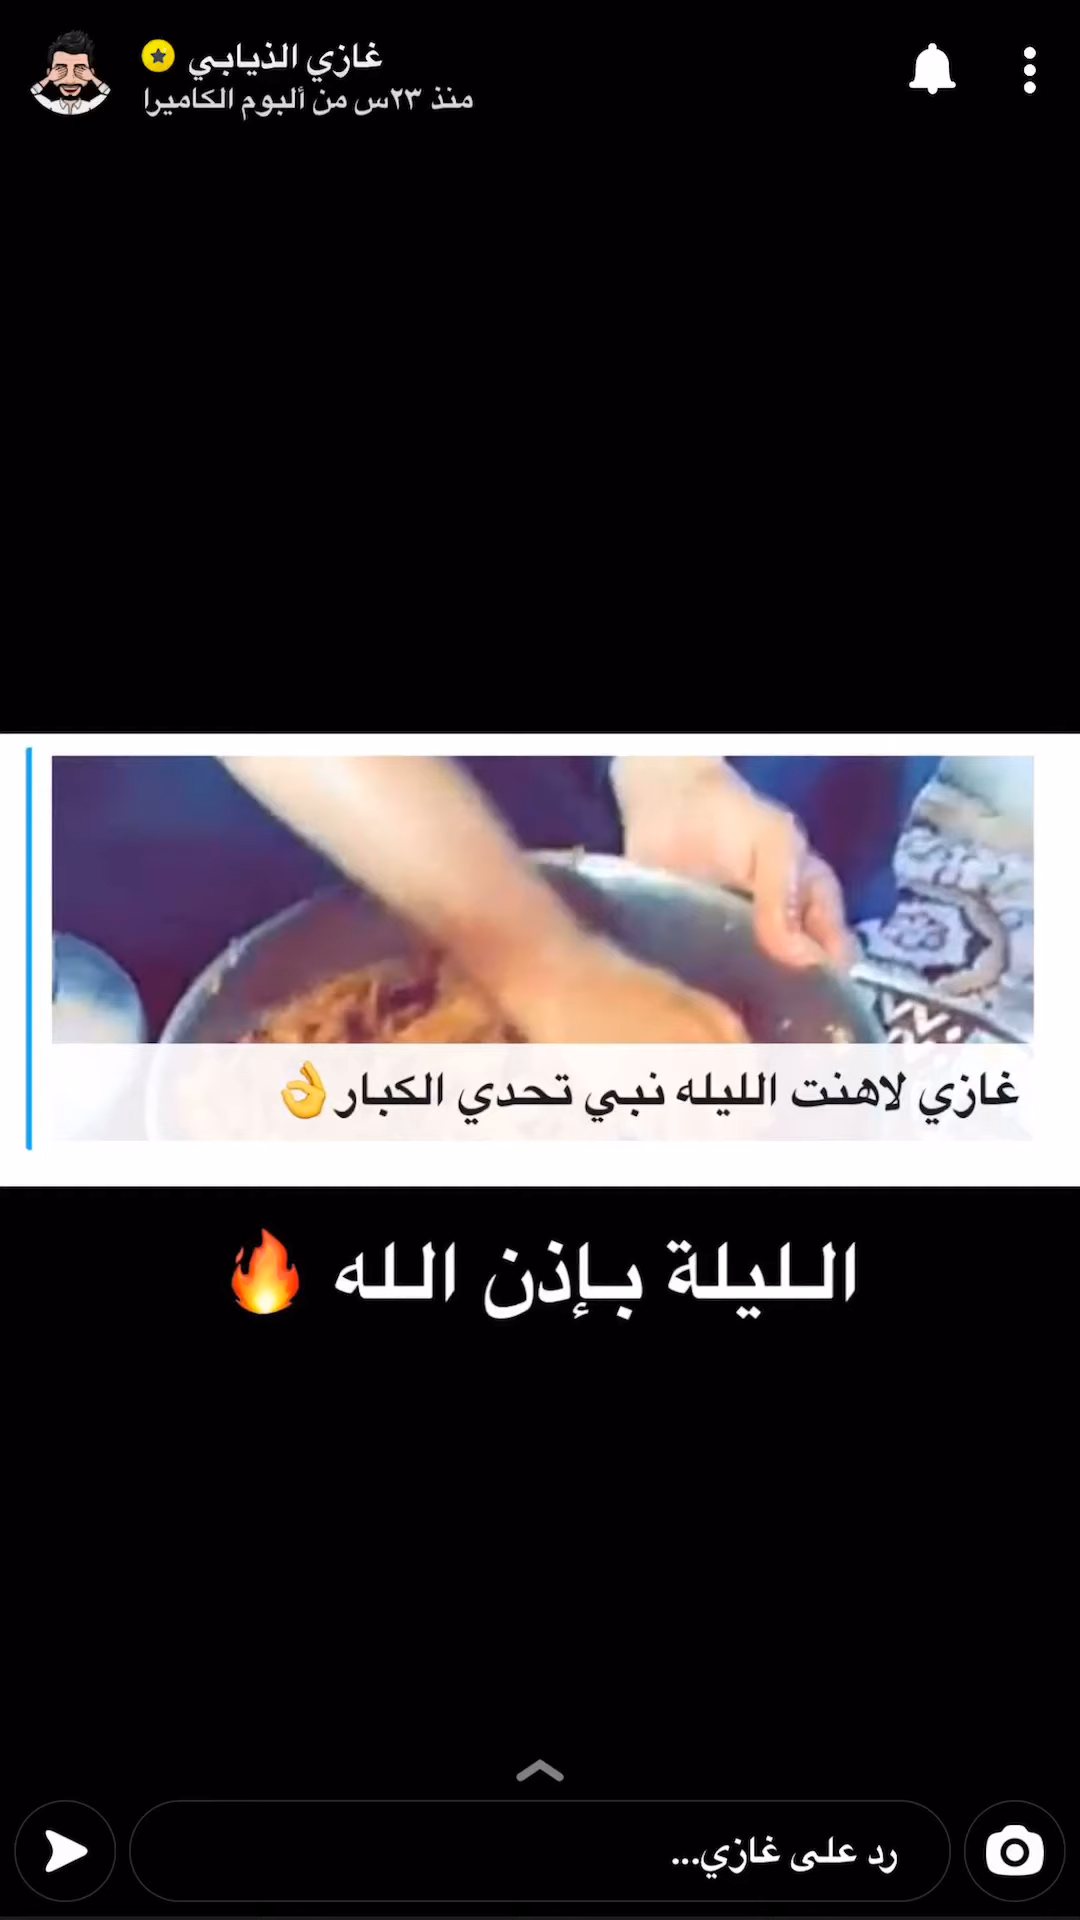 غازي الذيابي
منذ ٢٣س من ألبوم الكاميرا
غازي لاهنت الليله نبي تحدي الكبار👌
الليلة بإذن الله 🔥
رد على غازي...